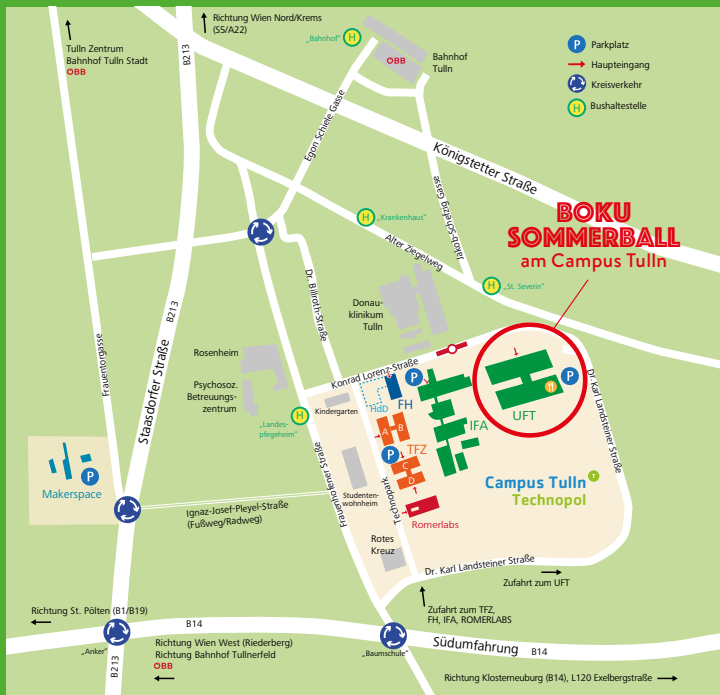 Richtung Wien Nord/Krems
(S5/A22)
Tulln Zentrum
Bahnhof Tulln Stadt
ÖBB
B213
„Bahnhof“
H
ÖBB
Bahnhof
Tulln
P Parkplatz
Haupteingang
Kreisverkehr
H Bushaltestelle
Egon Schiele Gasse
Königstetter Straße
Jakob-Schefzig Gasse
H „Krankenhaus“
Alter Ziegelweg
BOKU
SOMMERBALL
am Campus Tulln
H „St. Severin“
Dr. Billroth-Straße
Donau-
klinikum
Tulln
B213
Staasdorfer Straße
Frauentorgasse
Rosenheim
Psychosoz.
Betreuungs-
zentrum
Konrad Lorenz-Straße
P
P
Dr. Karl Landsteiner Straße
UFT
Kindergarten
HdD
FH
IFA
H
„Landes-
pflegeheim“
A
B
TFZ
P
C
D
Frauenhofener Straße
Technopark
Studenten-
wohnheim
Romerlabs
Rotes
Kreuz
Campus Tulln T
Technopol
P
Makerspace
Ignaz-Josef-Pleyel-Straße
(Fußweg/Radweg)
Dr. Karl Landsteiner Straße
Zufahrt zum UFT
Zufahrt zum TFZ,
FH, IFA, ROMERLABS
Richtung St. Pölten (B1/B19)
B14
„Anker“
B213
Richtung Wien West (Riederberg)
Richtung Bahnhof Tullnerfeld
ÖBB
„Baumschule“
Südumfahrung
B14
Richtung Klosterneuburg (B14), L120 Exelbergstraße